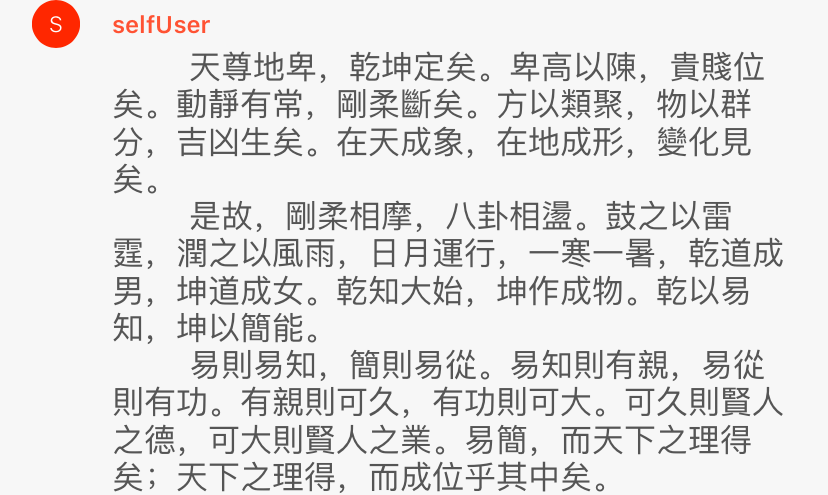 S
selfUser
天尊地卑，乾坤定矣。卑高以陳，貴賤位
矣。動靜有常，剛柔斷矣。方以類聚，物以群
分，吉凶生矣。在天成象，在地成形，變化見
矣。
是故，剛柔相摩，八卦相盪。鼓之以雷
霆，潤之以風雨，日月運行，一寒一暑，乾道成
男，坤道成女。乾知大始，坤作成物。乾以易
知，坤以簡能。
易則易知，簡則易從。易知則有親，易從
則有功。有親則可久，有功則可大。可久則賢人
之德，可大則賢人之業。易簡，而天下之理得
矣；天下之理得，而成位乎其中矣。